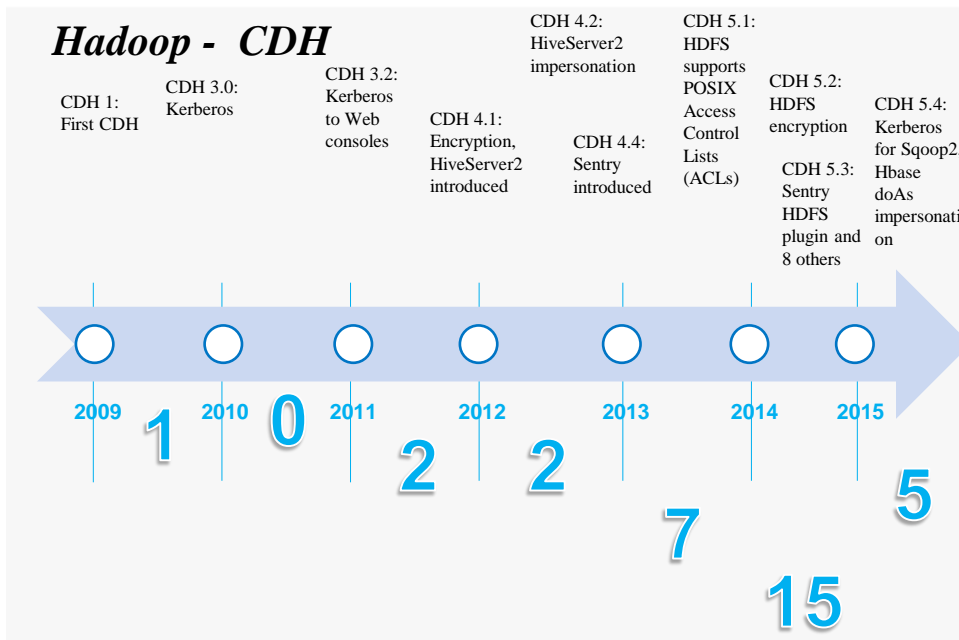 Hadoop - CDH
CDH 1:
First CDH
CDH 3.0:
Kerberos
CDH 3.2:
Kerberos
to Web
consoles
CDH 4.1:
Encryption,
HiveServer2
introduced
CDH 4.2:
HiveServer2
impersonation
CDH 4.4:
Sentry
introduced
CDH 5.1:
HDFS
supports
POSIX
Access
Control
Lists
(ACLs)
CDH 5.2:
HDFS
encryption
CDH 5.3:
Sentry
HDFS
plugin and
8 others
CDH 5.4:
Kerberos
for Sqoop2,
Hbase
doAs
impersonati
on
2009
2010
2011
2012
2013
2014
2015
1
0
2
2
7
15
5